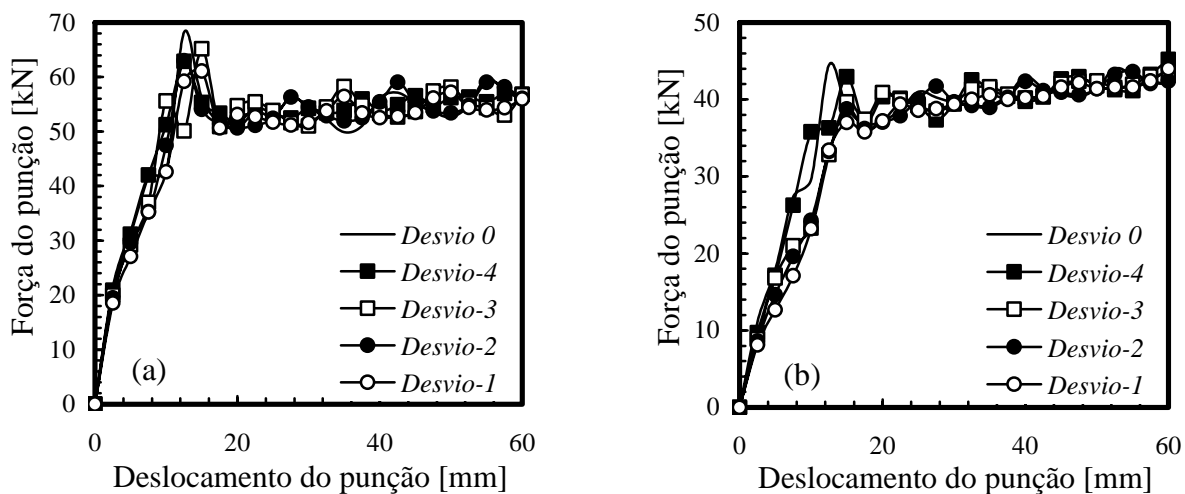 Força do punção [kN]
70
60
50
40
30
20
10
0
Desvio 0
Desvio-4
Desvio-3
Desvio-2
Desvio-1
(a)
0 20 40 60
Deslocamento do punção [mm]
Força do punção [kN]
50
40
30
20
10
0
Desvio 0
Desvio-4
Desvio-3
Desvio-2
Desvio-1
(b)
0 20 40 60
Deslocamento do punção [mm]